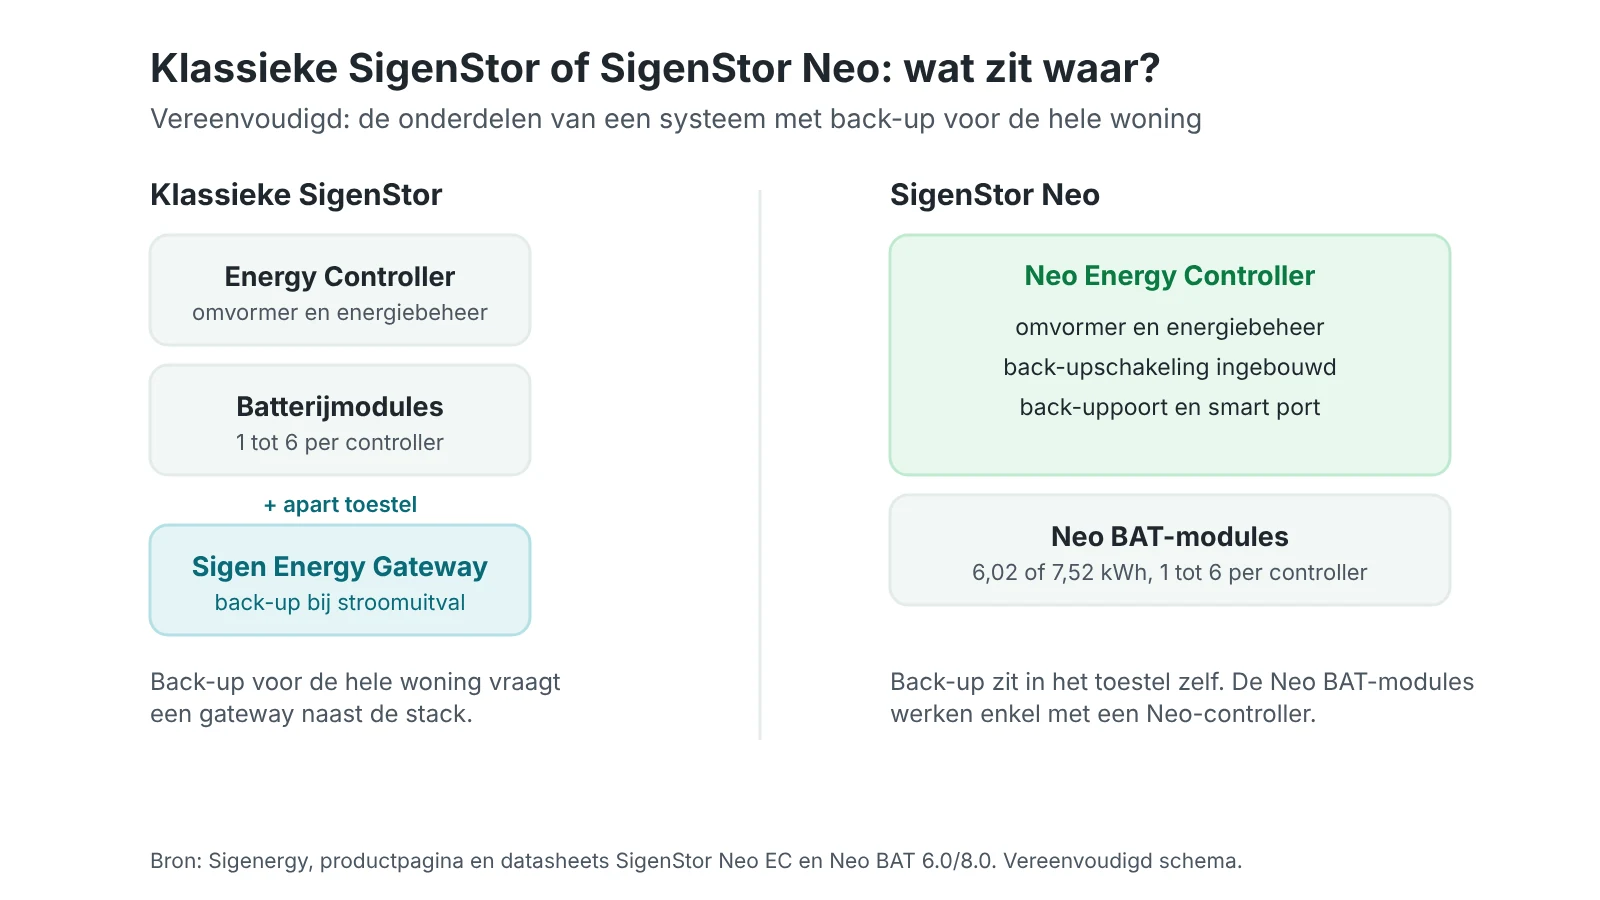 Klassieke SigenStor of SigenStor Neo: wat zit waar?
Vereenvoudigd: de onderdelen van een systeem met back-up voor de hele woning
Klassieke SigenStor
Energy Controller
omvormer en energiebeheer
Batterijmodules
1 tot 6 per controller
+ apart toestel
Sigen Energy Gateway
back-up bij stroomuitval
Back-up voor de hele woning vraagt
een gateway naast de stack.
SigenStor Neo
Neo Energy Controller
omvormer en energiebeheer
back-upschakeling ingebouwd
back-uppoort en smart port
Neo BAT-modules
6,02 of 7,52 kWh, 1 tot 6 per controller
Back-up zit in het toestel zelf. De Neo BAT-modules
werken enkel met een Neo-controller.
Bron: Sigenergy, productpagina en datasheets SigenStor Neo EC en Neo BAT 6.0/8.0. Vereenvoudigd schema.